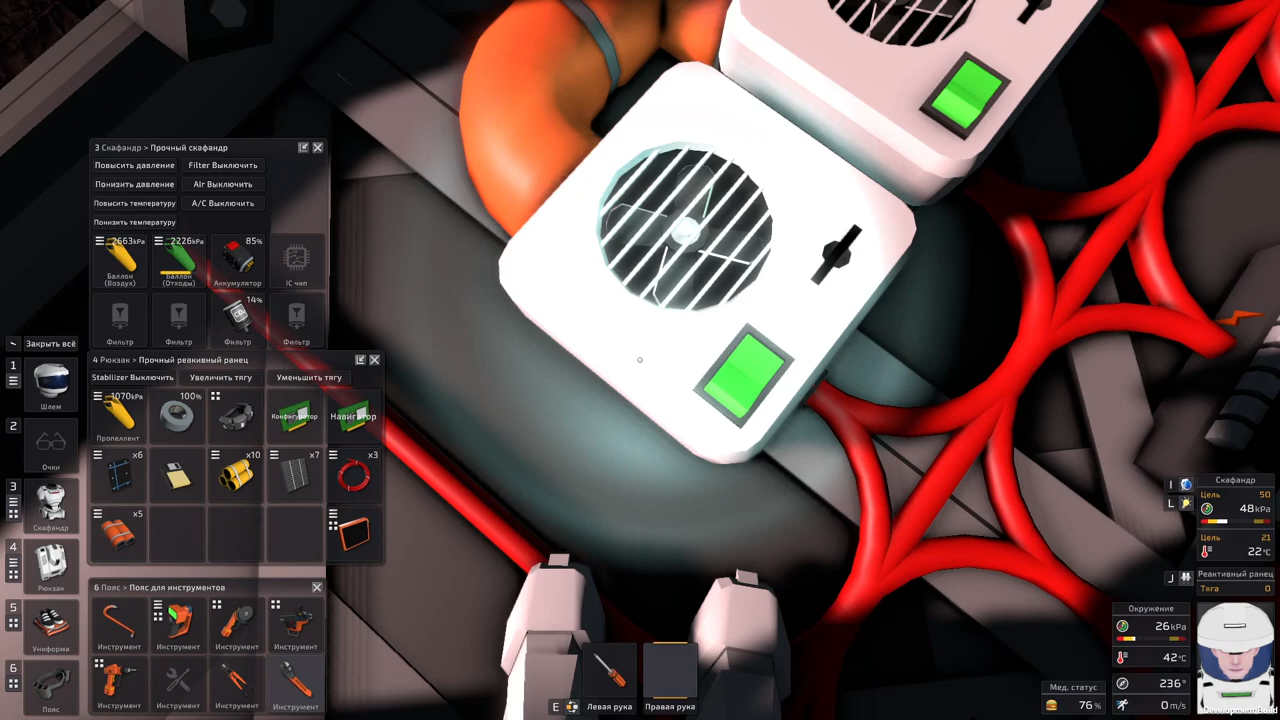 3 Скафандр > Прочный скафандр
Повысить давление
Filter Выключить
Понизить давление
AIr Выключить
Повысить температуру
A/C Выключить
Понизить температуру
2663kPa
2226kPa
85%
Баллон (Воздух)
Баллон (Отходы)
Аккумулятор
IC чип
14%
Фильтр
Фильтр
Фильтр
Фильтр
Закрыть всё
4 Рюкзак > Прочный реактивный ранец
StabIlizer Выключить
Увеличить тягу
Уменьшить тягу
1070kPa
100%
Конфигуратор
Навигатор
Пропеллент
x6
x10
x7
x3
x5
1
Шлем
2
Очки
3
Скафандр
4
Рюкзак
5
Униформа
6
Пояс
6 Пояс > Пояс для инструментов
Инструмент
Инструмент
Инструмент
Инструмент
Инструмент
Инструмент
Инструмент
Инструмент
E
Левая рука
Правая рука
I
L
Скафандр
Цель 50
48kPa
Цель 21
22°C
J
Реактивный ранец
Тяга 0
Окружение
26kPa
42°C
236°
0m/s
Мед. статус
76%
Development Build